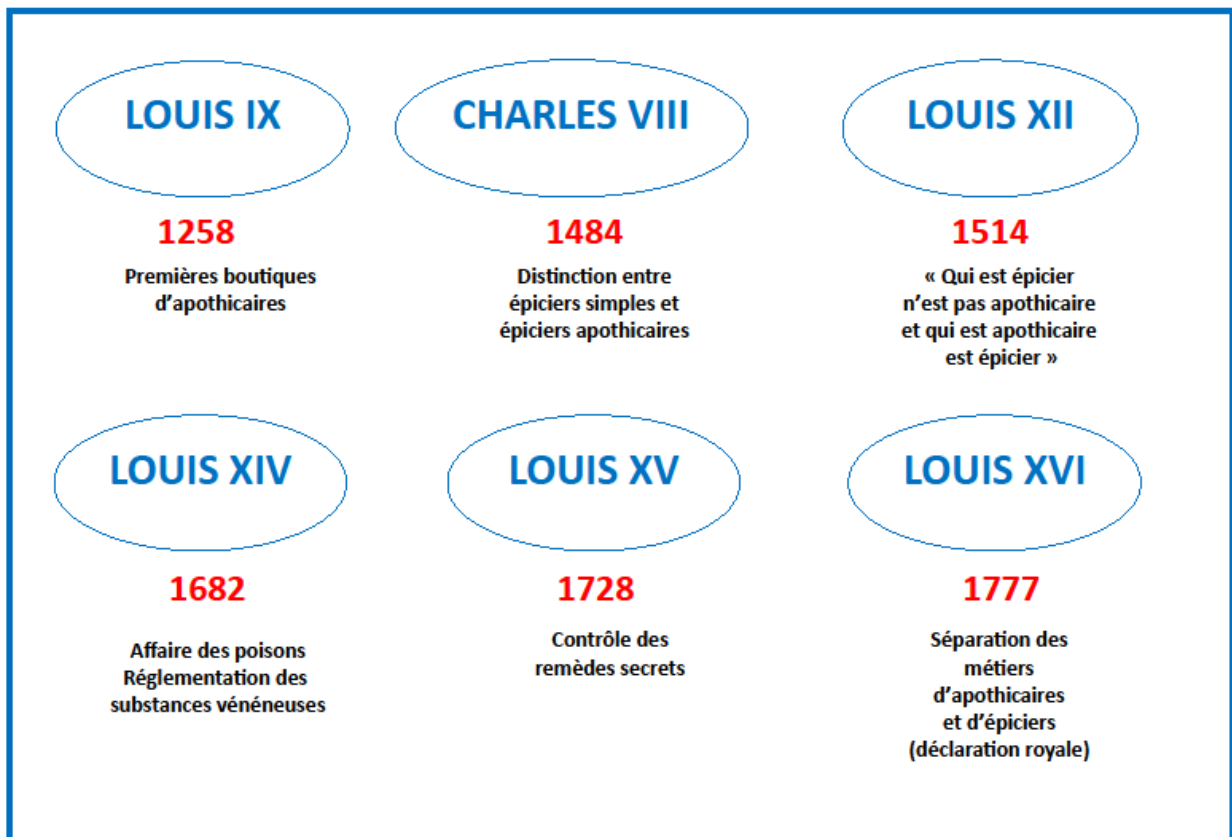 LOUIS IX
1258
Premières boutiques
d'apothicaires
CHARLES VIII
1484
Distinction entre
épiciers simples et
épiciers apothicaires
LOUIS XII
1514
« Qui est épicier
n'est pas apothicaire
et qui est apothicaire
est épicier »
LOUIS XIV
1682
Affaire des poisons
Réglementation des
substances vénéneuses
LOUIS XV
1728
Contrôle des
remèdes secrets
LOUIS XVI
1777
Séparation des
métiers
d'apothicaires
et d'épiciers
(déclaration royale)